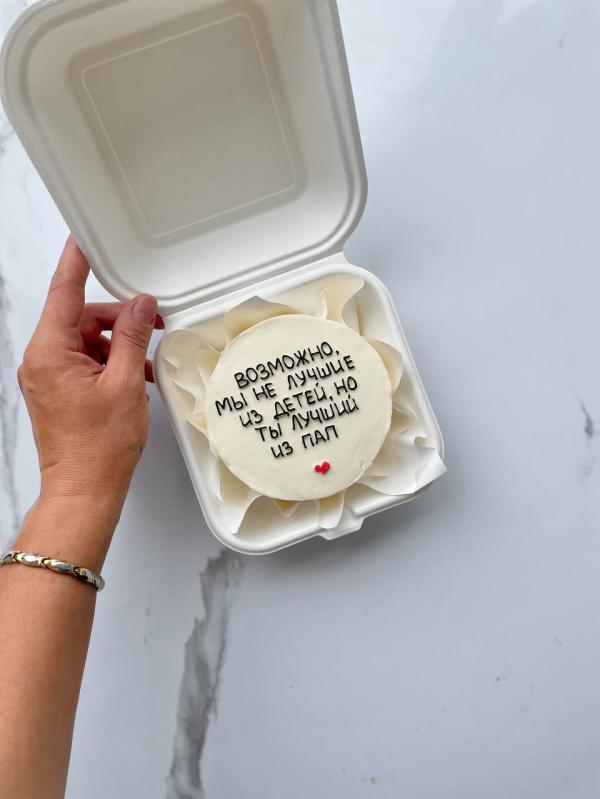 ВОЗМОЖНО,
МЫ НЕ ЛУЧШИЕ
ИЗ ДЕТЕЙ, НО
ТЫ ЛУЧШИЙ
ИЗ ПАП